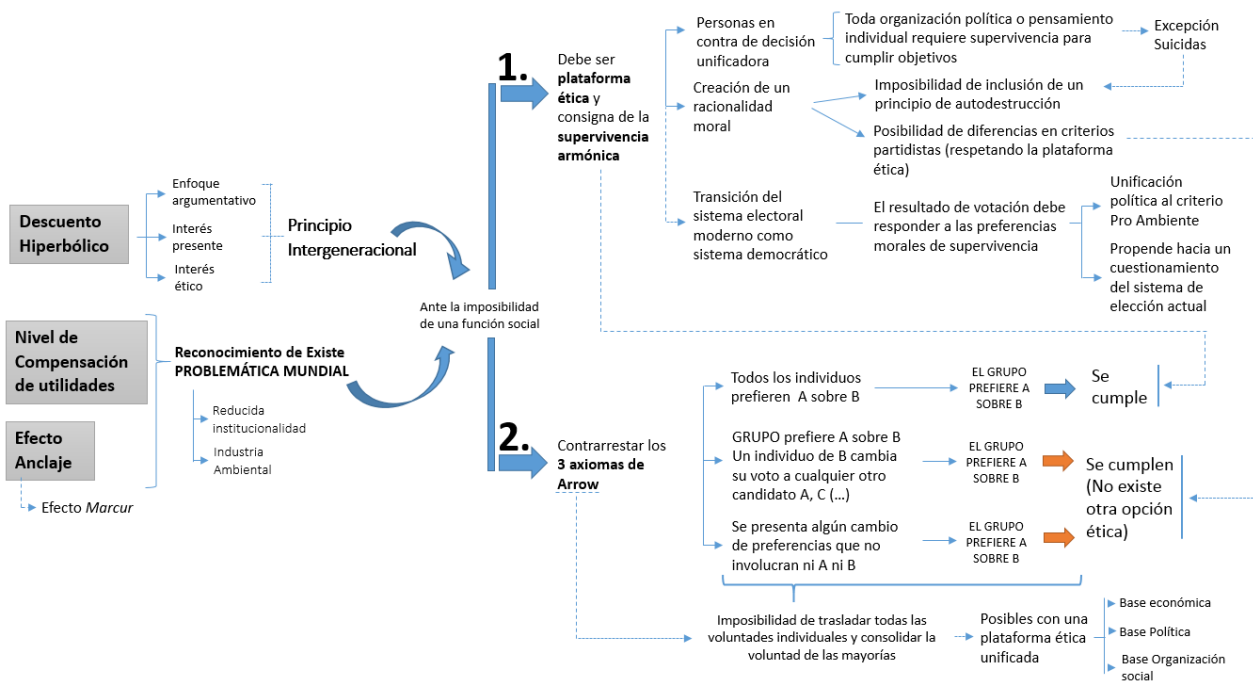 Descuento
Hiperbólico
Enfoque
argumentativo
Interés
presente
Interés
ético
Principio
Intergeneracional
Nivel de
Compensación
de utilidades
Efecto
Anclaje
Efecto Marcur
Reconocimiento de Existe
PROBLEMÁTICA MUNDIAL
Reducida
institucionalidad
Industria
Ambiental
Ante la imposibilidad
de una función social
1.
Debe ser
plataforma
ética y
consigna de la
supervivencia
armónica
Personas en
contra de decisión
unificadora
Toda organización política o pensamiento
individual requiere supervivencia para
cumplir objetivos
Excepción
Suicidas
Creación de un
racionalidad
moral
Imposibilidad de inclusión de un
principio de autodestrucción
Posibilidad de diferencias en criterios
partidistas (respetando la plataforma
ética)
Transición del
sistema electoral
moderno como
sistema democrático
El resultado de votación debe
responder a las preferencias
morales de supervivencia
Unificación
política al criterio
Pro Ambiente
Propende hacia un
cuestionamiento
del sistema de
elección actual
2.
Contrarrestar los
3 axiomas de
Arrow
Todos los individuos
prefieren A sobre B
EL GRUPO
PREFIERE A
SOBRE B
Se
cumple
GRUPO prefiere A sobre B
Un individuo de B cambia
su voto a cualquier otro
candidato A, C (...)
EL GRUPO
PREFIERE A
SOBRE B
Se cumplen
(No existe
otra opción
ética)
Se presenta algún cambio
de preferencias que no
involucran ni A ni B
EL GRUPO
PREFIERE A
SOBRE B
Imposibilidad de trasladar todas las
voluntades individuales y consolidar la
voluntad de las mayorías
Posibles con una
plataforma ética
unificada
Base económica
Base Política
Base Organización
social